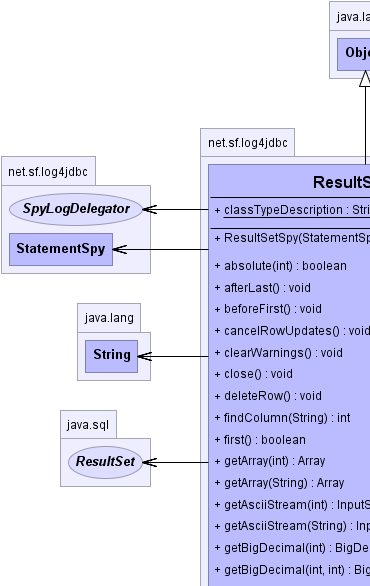 java.la
Obje
net.sf.log4jdbc
net.sf.log4jdbc
ResultS
SpyLogDelegator
StatementSpy
+ classTypeDescription : Stri
+ ResultSetSpy(StatementSp
+ absolute(int) : boolean
+ afterLast() : void
+ beforeFirst() : void
+ cancelRowUpdates() : void
+ clearWarnings() : void
+ close() : void
+ deleteRow() : void
+ findColumn(String) : int
+ first() : boolean
+ getArray(int) : Array
+ getArray(String) : Array
+ getAsciiStream(int) : InputS
+ getAsciiStream(String) : Inp
+ getBigDecimal(int) : BigDe
+ getBigDecimal(int, int) : Big
java.lang
String
java.sql
ResultSet